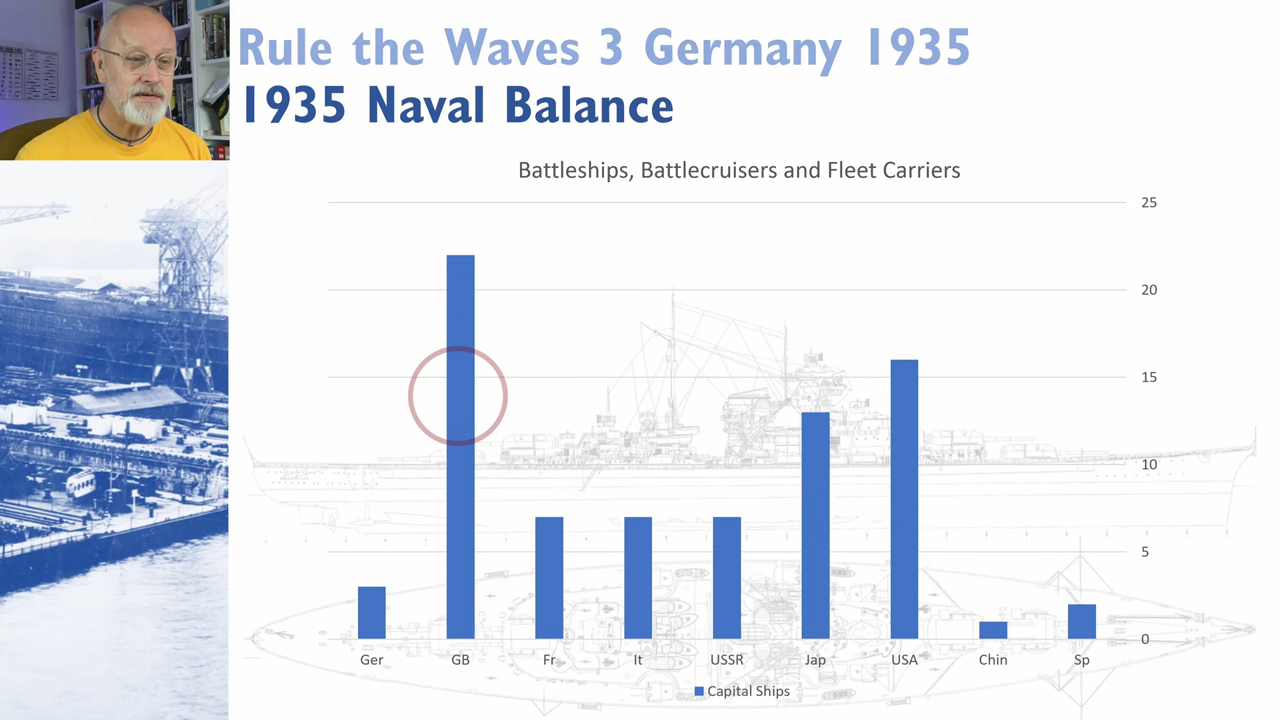 Rule the Waves 3 Germany 1935
1935 Naval Balance
Battleships, Battlecruisers and Fleet Carriers
25
20
15
10
5
0
Ger GB Fr It USSR Jap USA Chin Sp
Capital Ships